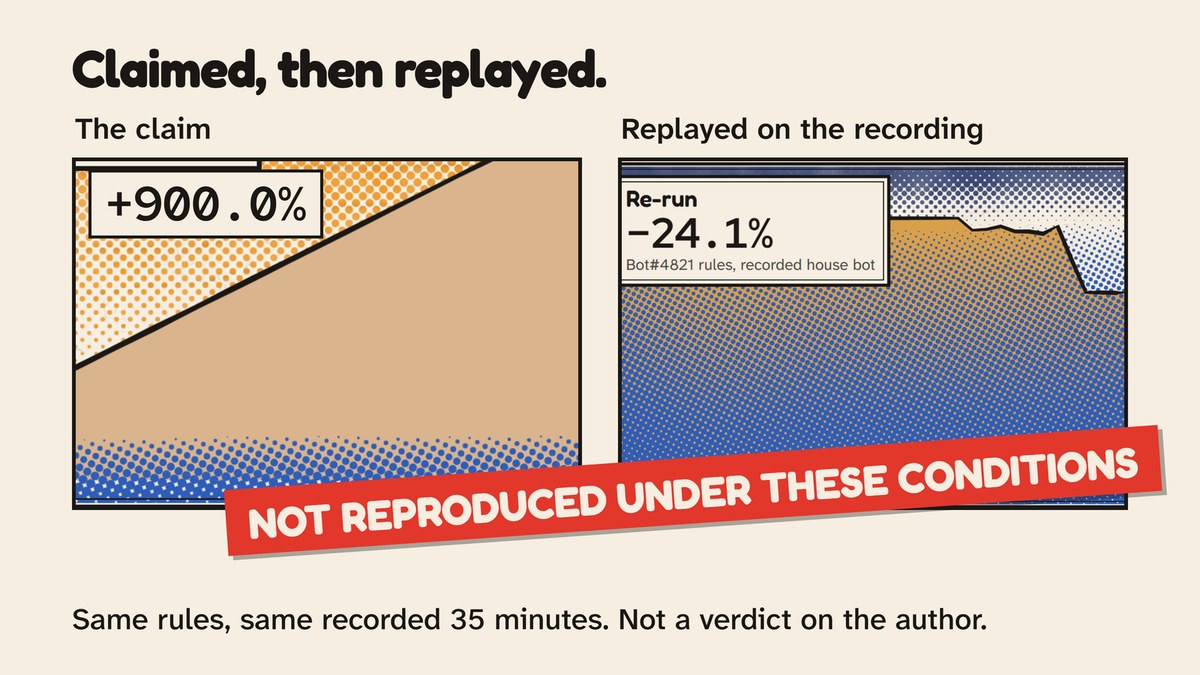 Claimed, then replayed.
The claim
Replayed on the recording
+900.0%
Re-run
−24.1%
Bot#4821 rules, recorded house bot
NOT REPRODUCED UNDER THESE CONDITIONS
Same rules, same recorded 35 minutes. Not a verdict on the author.